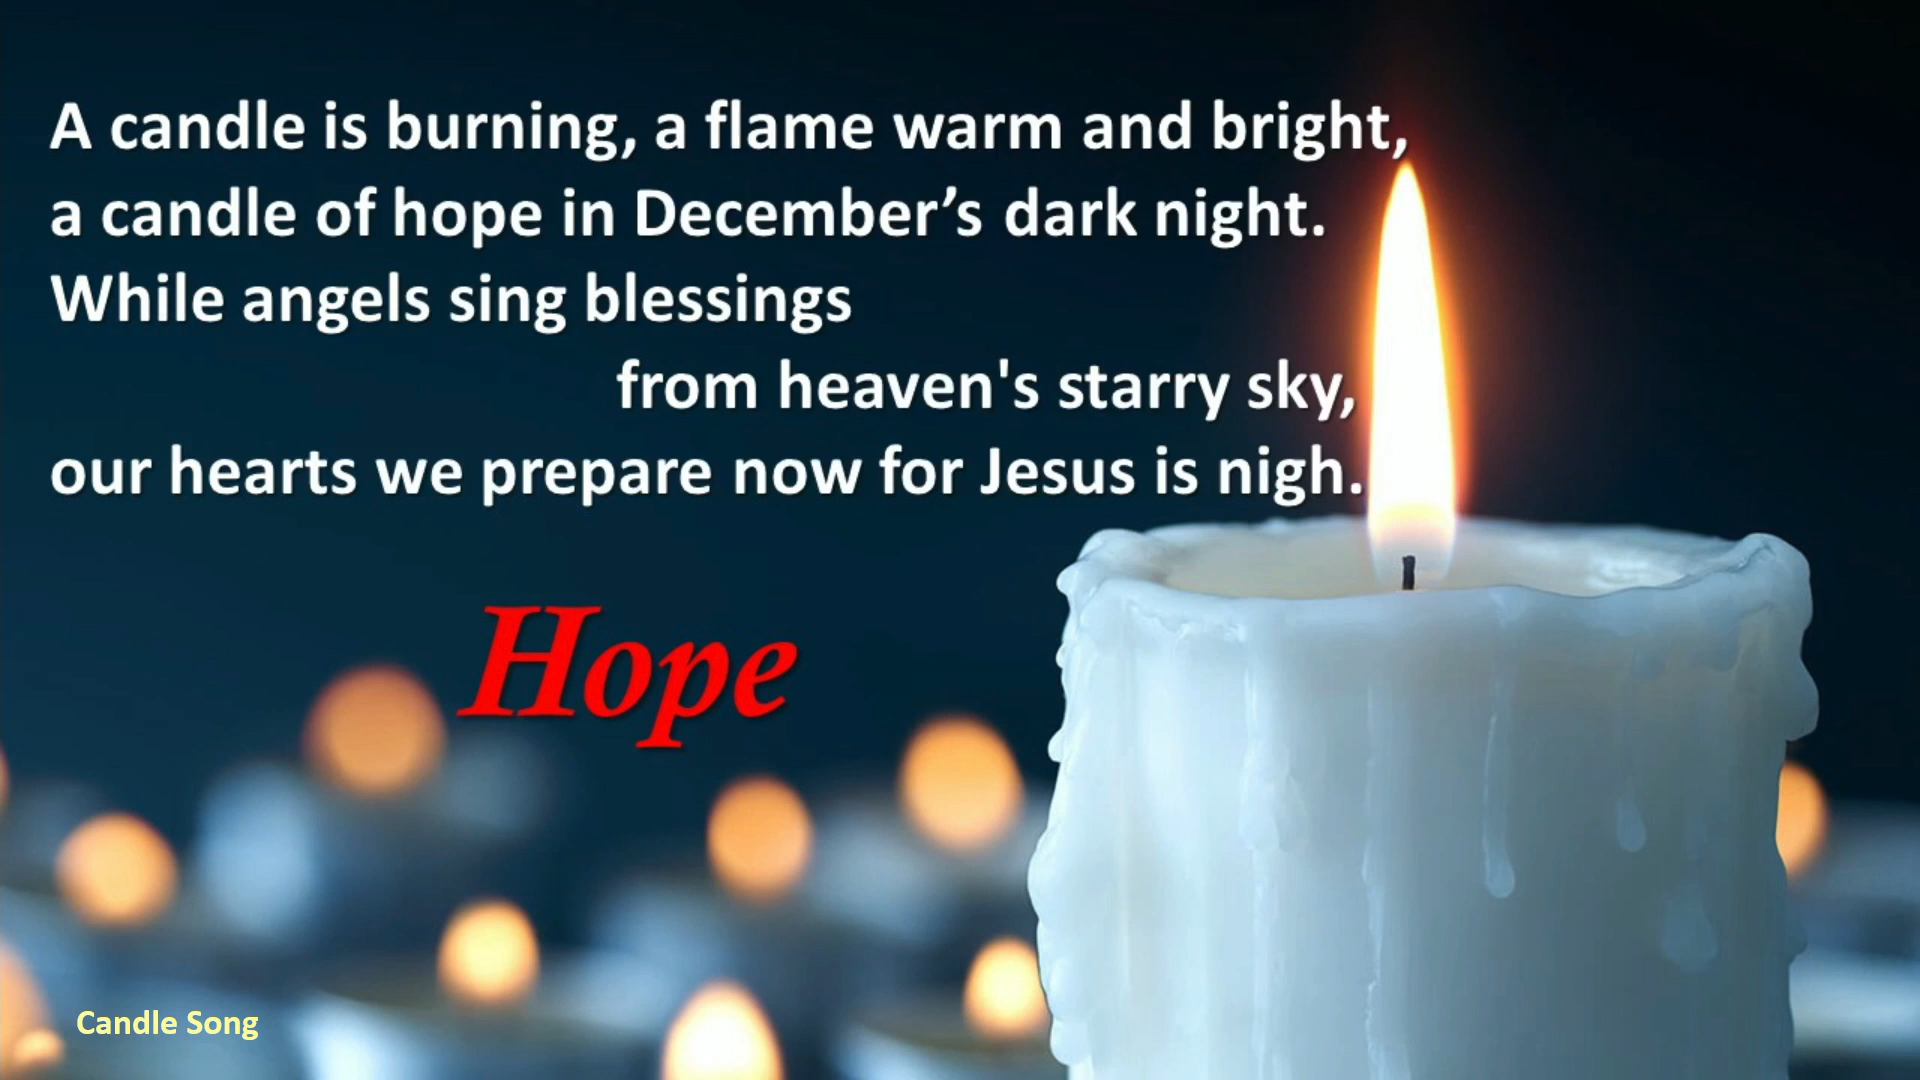 A candle is burning, a flame warm and bright,
a candle of hope in December’s dark night.
While angels sing blessings
from heaven's starry sky,
our hearts we prepare now for Jesus is nigh.
Hope
Candle Song